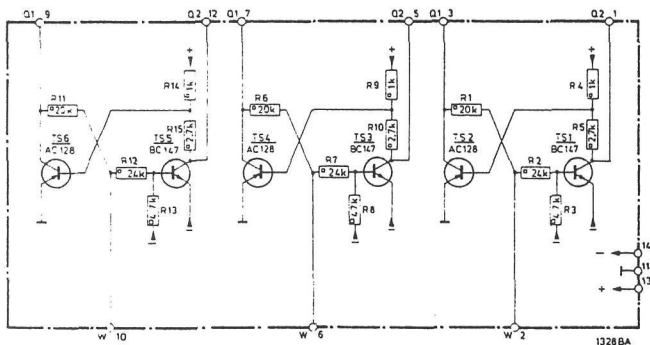 Q1 9 Q2 12 Q1 7 Q2 5 Q1 3 Q2 1
+ + +
R14 1k R9 1k R4 1k
R11 20k R6 20k R1 20k
R15 2,7k R10 2,7k R5 2,7k
TS6 AC128 TS5 BC147 TS4 AC128 TS3 BC147 TS2 AC128 TS1 BC147
R12 24k R7 24k R2 24k
R13 4,7k R8 4,7k R3 4,7k
- 14
11
+ 13
W 10 W 6 W 2
1328BA